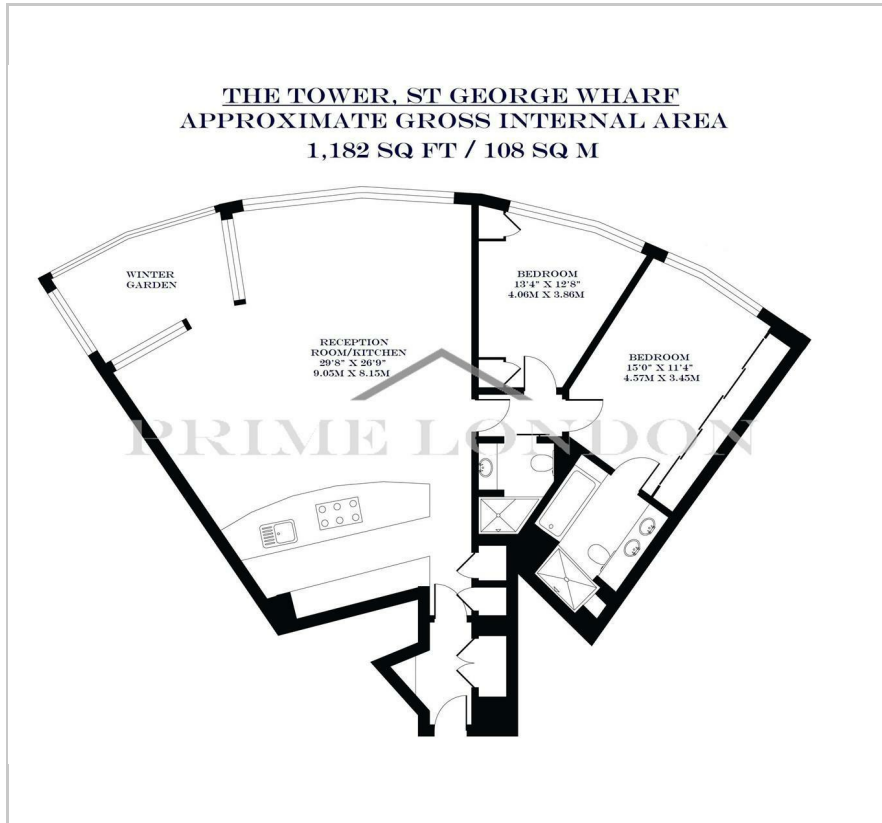 THE TOWER, ST GEORGE WHARF
APPROXIMATE GROSS INTERNAL AREA
1,182 SQ FT / 108 SQ M
WINTER
GARDEN
RECEPTION
ROOM/KITCHEN
29'8" X 26'9"
9.05M X 8.15M
BEDROOM
13'4" X 12'8"
4.06M X 3.86M
BEDROOM
15'0" X 11'4"
4.57M X 3.45M
PRIME LONDON